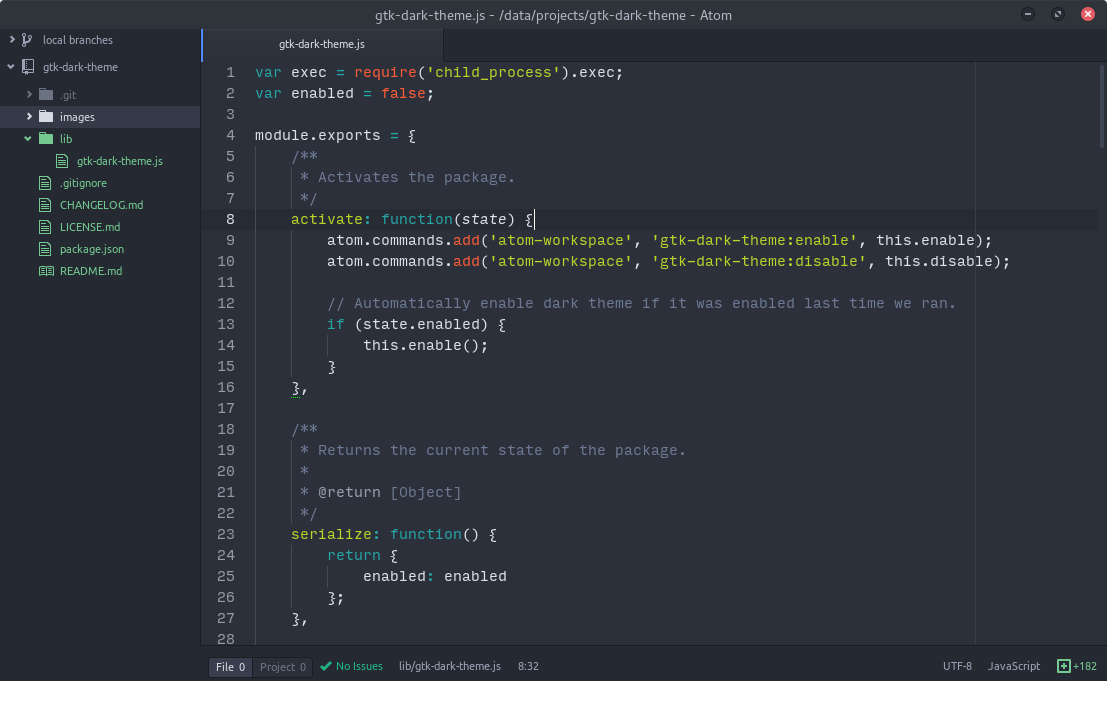 gtk-dark-theme.js - /data/projects/gtk-dark-theme - Atom
local branches
gtk-dark-theme
.git
images
lib
gtk-dark-theme.js
.gitignore
CHANGELOG.md
LICENSE.md
package.json
README.md
gtk-dark-theme.js
1 var exec = require('child_process').exec;
2 var enabled = false;
3
4 module.exports = {
5     /**
6      * Activates the package.
7      */
8     activate: function(state) {
9         atom.commands.add('atom-workspace', 'gtk-dark-theme:enable', this.enable);
10         atom.commands.add('atom-workspace', 'gtk-dark-theme:disable', this.disable);
11
12         // Automatically enable dark theme if it was enabled last time we ran.
13         if (state.enabled) {
14             this.enable();
15         }
16     },
17
18     /**
19      * Returns the current state of the package.
20      *
21      * @return [Object]
22      */
23     serialize: function() {
24         return {
25             enabled: enabled
26         };
27     },
28
File 0 Project 0 No Issues lib/gtk-dark-theme.js 8:32 UTF-8 JavaScript +182